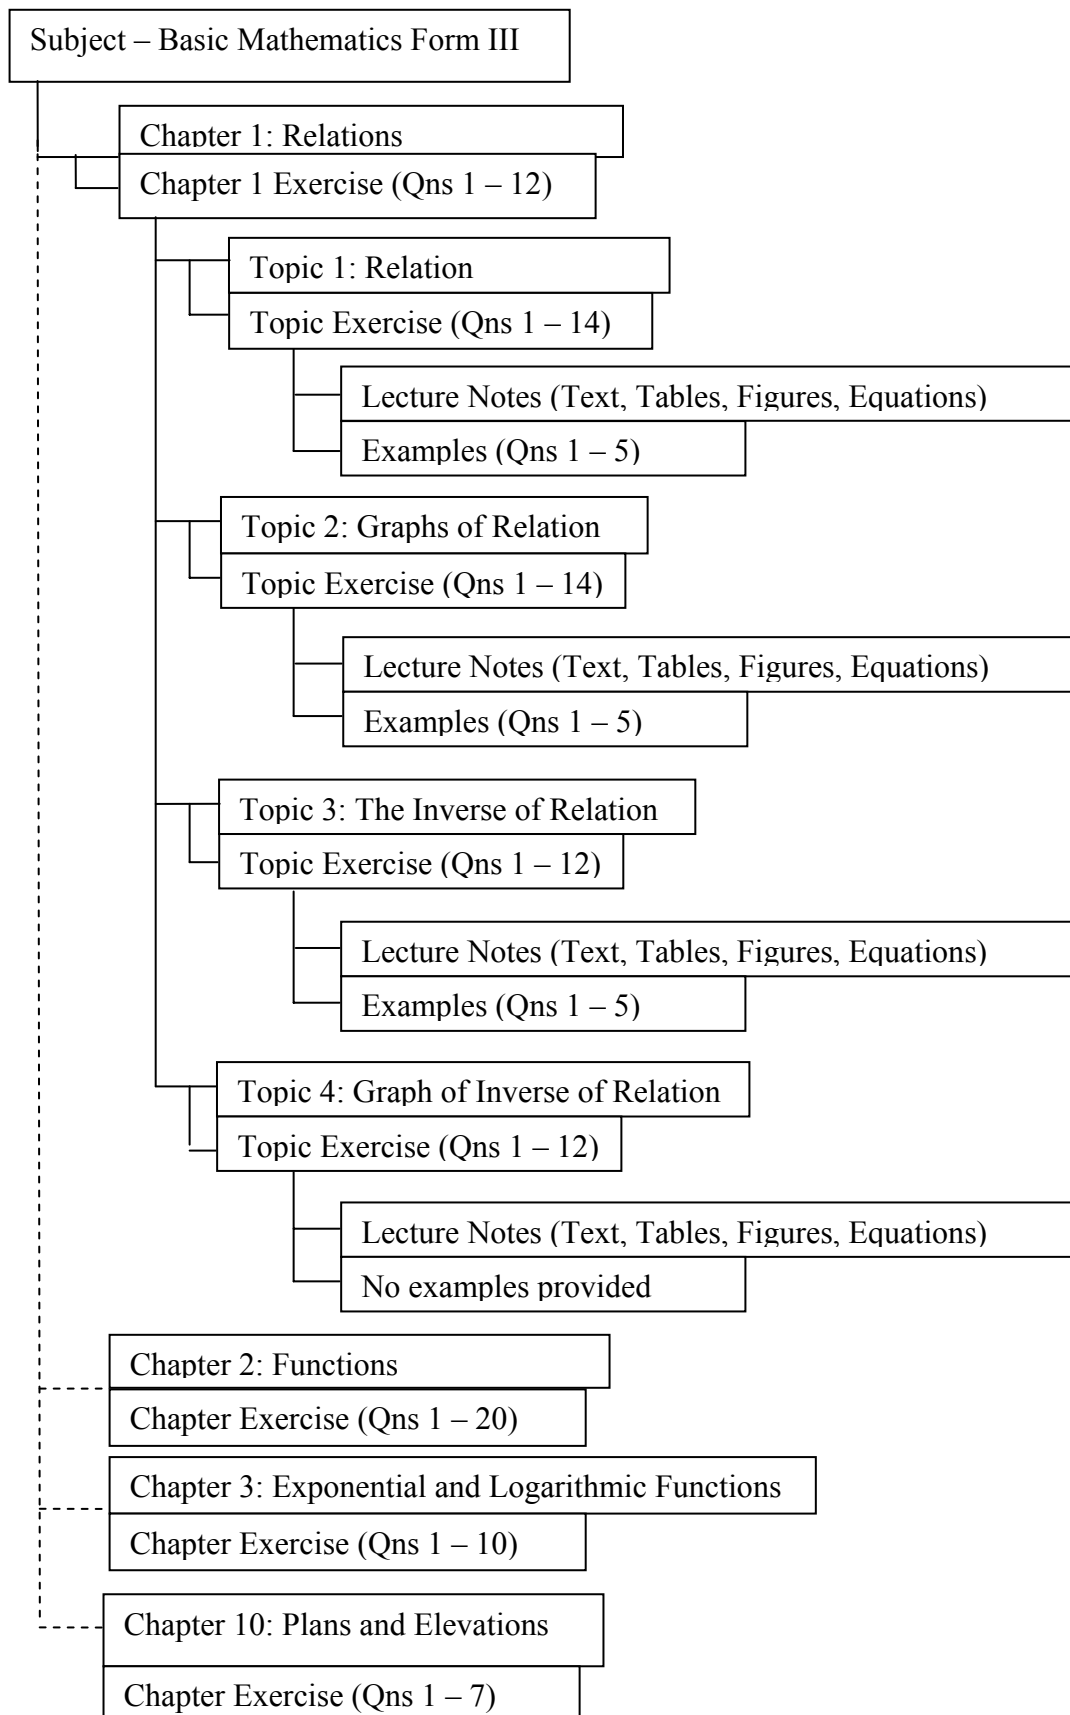 Subject – Basic Mathematics Form III
Chapter 1: Relations
Chapter 1 Exercise (Qns 1 – 12)
Topic 1: Relation
Topic Exercise (Qns 1 – 14)
Lecture Notes (Text, Tables, Figures, Equations)
Examples (Qns 1 – 5)
Topic 2: Graphs of Relation
Topic Exercise (Qns 1 – 14)
Lecture Notes (Text, Tables, Figures, Equations)
Examples (Qns 1 – 5)
Topic 3: The Inverse of Relation
Topic Exercise (Qns 1 – 12)
Lecture Notes (Text, Tables, Figures, Equations)
Examples (Qns 1 – 5)
Topic 4: Graph of Inverse of Relation
Topic Exercise (Qns 1 – 12)
Lecture Notes (Text, Tables, Figures, Equations)
No examples provided
Chapter 2: Functions
Chapter Exercise (Qns 1 – 20)
Chapter 3: Exponential and Logarithmic Functions
Chapter Exercise (Qns 1 – 10)
Chapter 10: Plans and Elevations
Chapter Exercise (Qns 1 – 7)